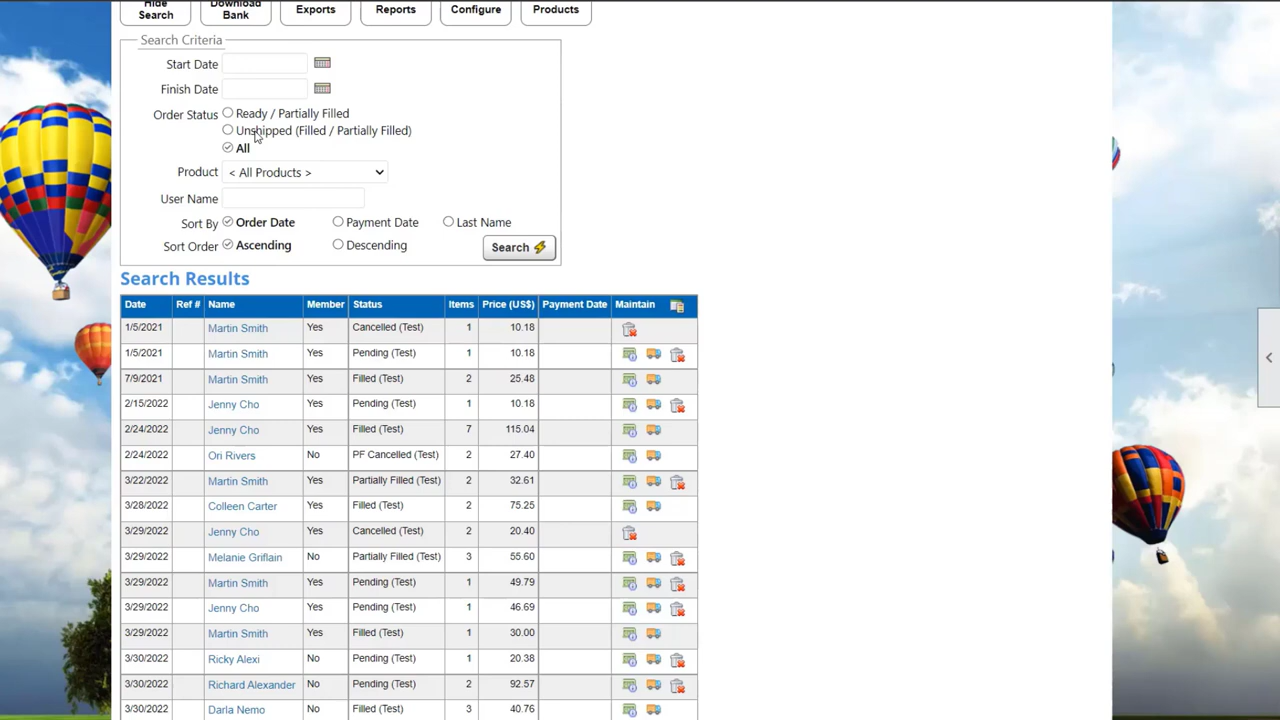 Hide Search Download Bank Exports Reports Configure Products
Search Criteria
Start Date
Finish Date
Order Status Ready / Partially Filled
Unshipped (Filled / Partially Filled)
All
Product < All Products >
User Name
Sort By Order Date Payment Date Last Name
Sort Order Ascending Descending Search
Search Results
Date Ref # Name Member Status Items Price (US$) Payment Date Maintain
1/5/2021 Martin Smith Yes Cancelled (Test) 1 10.18
1/5/2021 Martin Smith Yes Pending (Test) 1 10.18
7/9/2021 Martin Smith Yes Filled (Test) 2 25.48
2/15/2022 Jenny Cho Yes Pending (Test) 1 10.18
2/24/2022 Jenny Cho Yes Filled (Test) 7 115.04
2/24/2022 Ori Rivers No PF Cancelled (Test) 2 27.40
3/22/2022 Martin Smith Yes Partially Filled (Test) 2 32.61
3/28/2022 Colleen Carter Yes Filled (Test) 2 75.25
3/29/2022 Jenny Cho Yes Cancelled (Test) 2 20.40
3/29/2022 Melanie Griflain No Partially Filled (Test) 3 55.60
3/29/2022 Martin Smith Yes Pending (Test) 1 49.79
3/29/2022 Jenny Cho Yes Pending (Test) 1 46.69
3/29/2022 Martin Smith Yes Filled (Test) 1 30.00
3/30/2022 Ricky Alexi No Pending (Test) 1 20.38
3/30/2022 Richard Alexander No Pending (Test) 2 92.57
3/30/2022 Darla Nemo No Filled (Test) 3 40.76